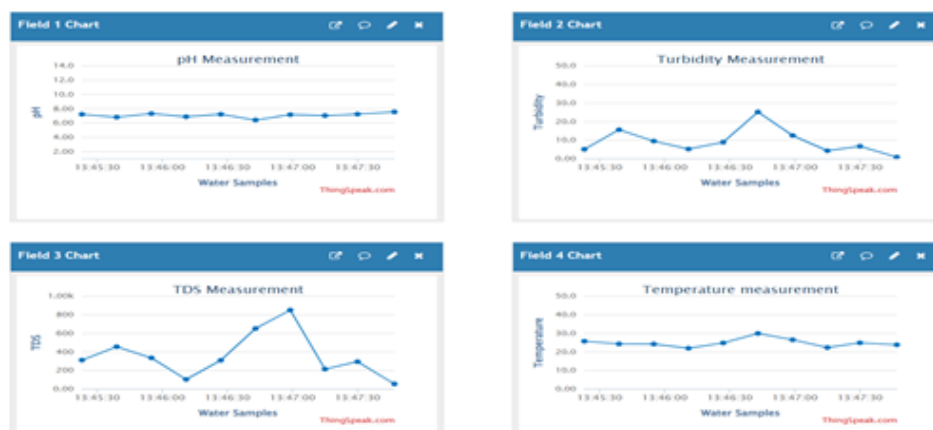 Field 1 Chart
pH Measurement
14.0
12.0
10.0
8.00
6.00
4.00
2.00
pH
13:45:30 13:46:00 13:46:30 13:47:00 13:47:30
Water Samples
ThingSpeak.com
Field 2 Chart
Turbidity Measurement
50.0
40.0
30.0
20.0
10.0
0.00
Turbidity
13:45:30 13:46:00 13:46:30 13:47:00 13:47:30
Water Samples
ThingSpeak.com
Field 3 Chart
TDS Measurement
1.00k
800
600
400
200
0.00
TDS
13:45:30 13:46:00 13:46:30 13:47:00 13:47:30
Water Samples
ThingSpeak.com
Field 4 Chart
Temperature measurement
50.0
40.0
30.0
20.0
10.0
0.00
Temperature
13:45:30 13:46:00 13:46:30 13:47:00 13:47:30
Water Samples
ThingSpeak.com